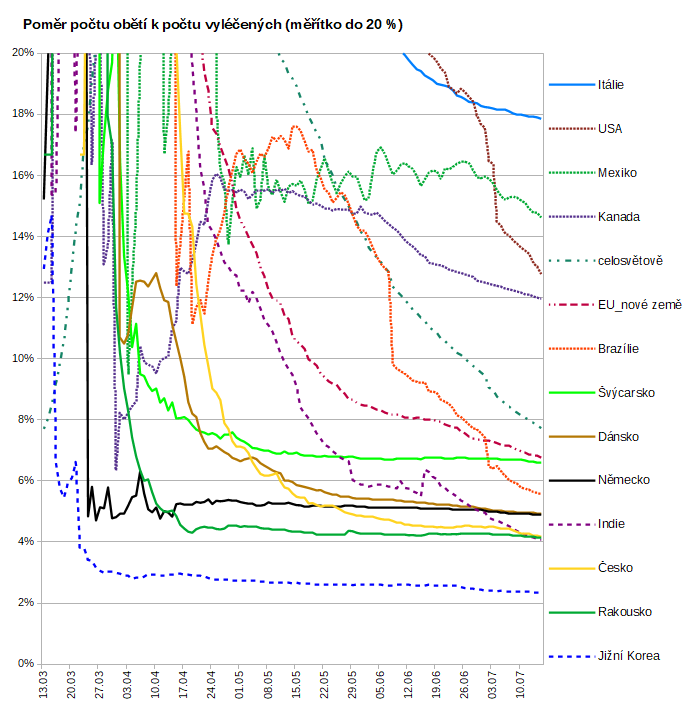 Poměr počtu obětí k počtu vyléčených (měřítko do 20 %)
20%
18%
16%
14%
12%
10%
8%
6%
4%
2%
0%
13.03
20.03
27.03
03.04
10.04
17.04
24.04
01.05
08.05
15.05
22.05
29.05
05.06
12.06
19.06
26.06
03.07
10.07
Itálie
USA
Mexiko
Kanada
celosvětově
EU_nové země
Brazílie
Švýcarsko
Dánsko
Německo
Indie
Česko
Rakousko
Jižní Korea